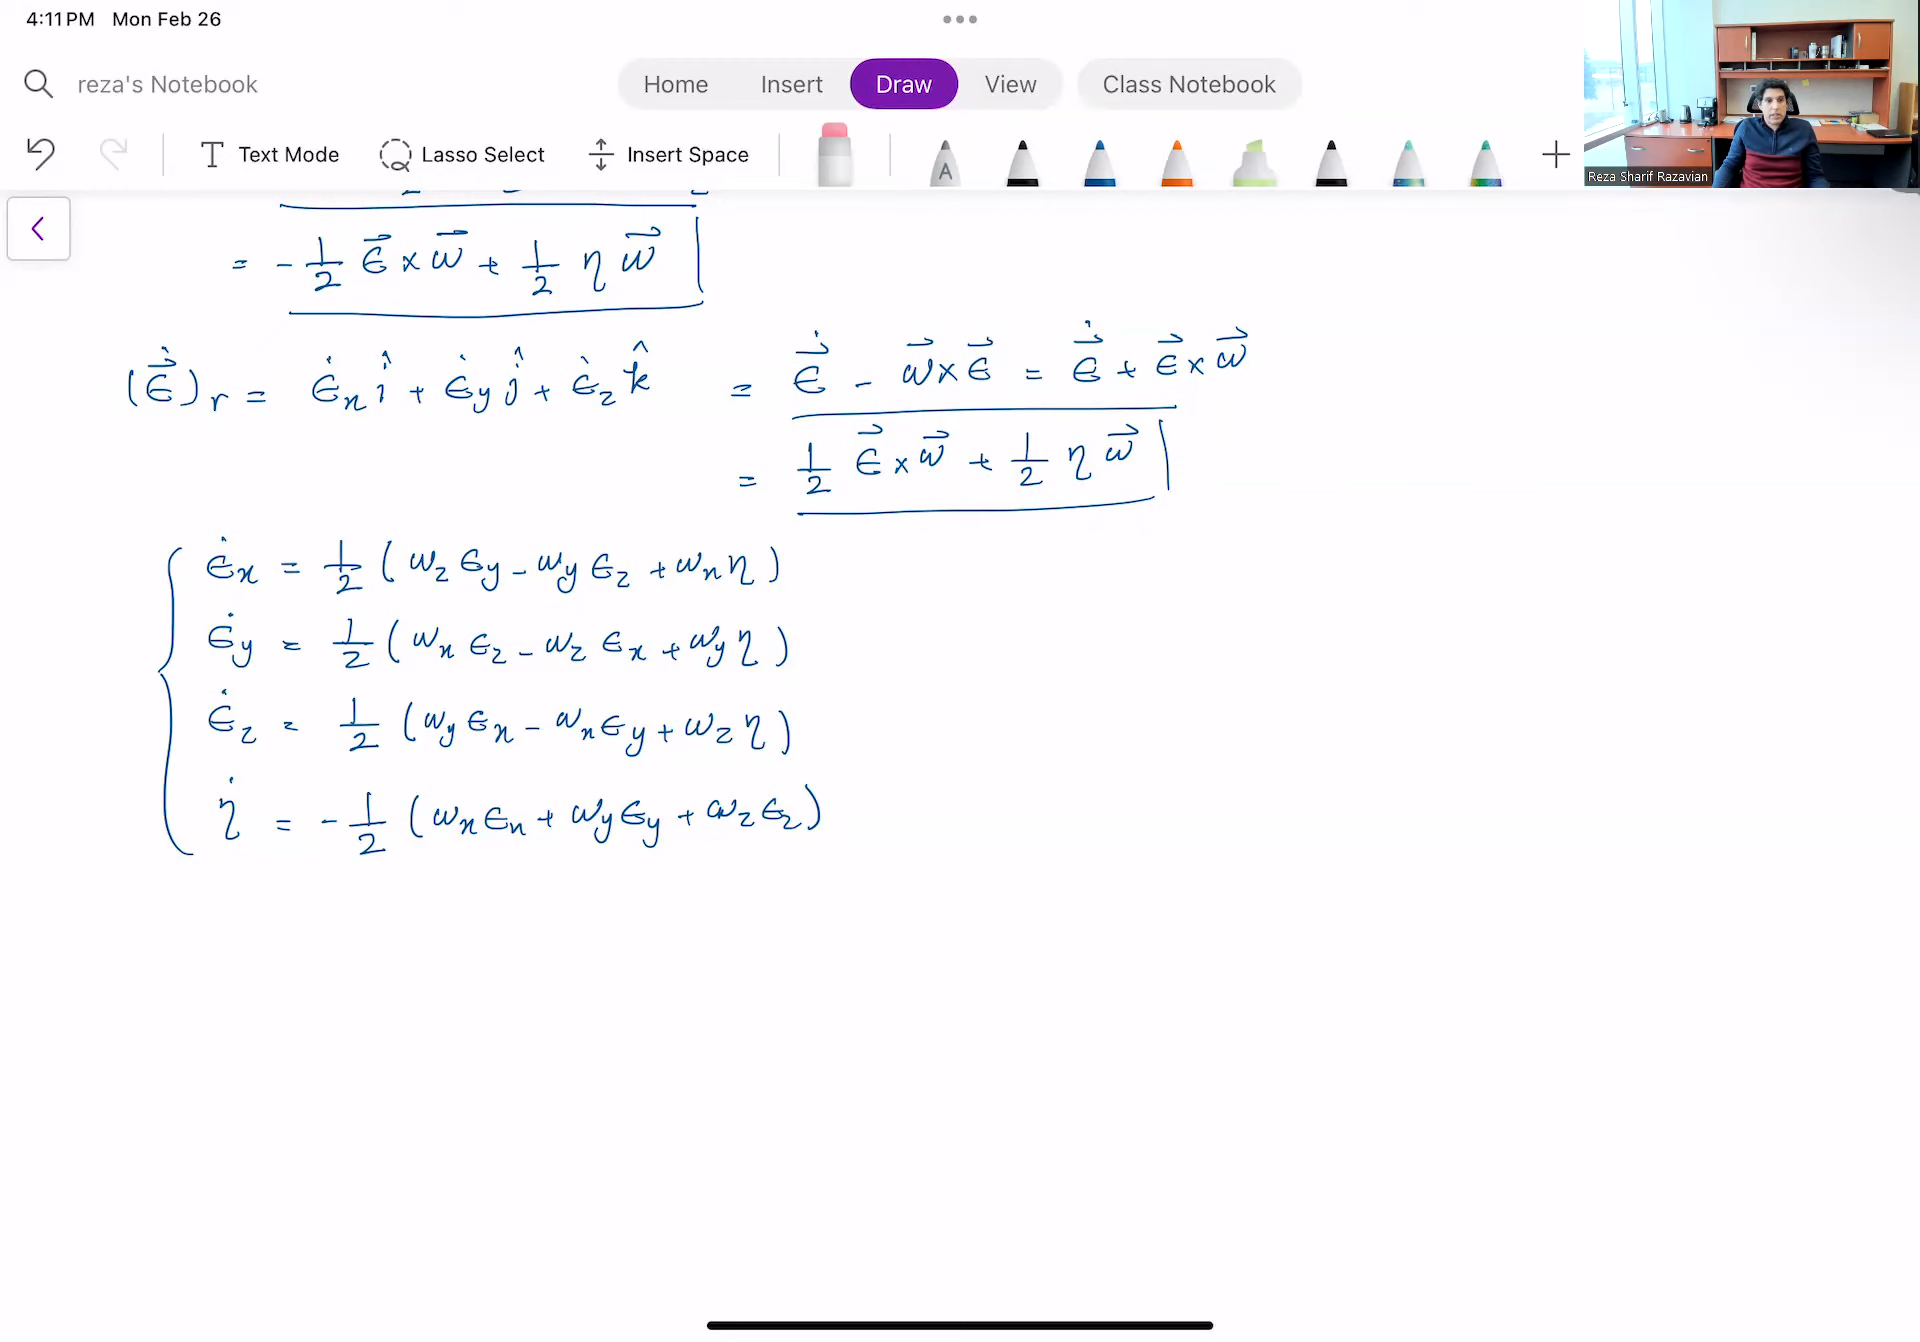 4:11 PM Mon Feb 26
reza's Notebook Home Insert Draw View Class Notebook
Text Mode Lasso Select Insert Space A
Reza Sharif Razavian
= -1/2 ϵ⃗ × ω⃗ + 1/2 η ω⃗
(ϵ⃗̇)r = ϵ̇x î + ϵ̇y ĵ + ϵ̇z k̂ = ϵ⃗̇ - ω⃗ × ϵ⃗ = ϵ⃗̇ + ϵ⃗ × ω⃗
= 1/2 ϵ⃗ × ω⃗ + 1/2 η ω⃗
ϵ̇x = 1/2 (ωz ϵy - ωy ϵz + ωx η)
ϵ̇y = 1/2 (ωx ϵz - ωz ϵx + ωy η)
ϵ̇z = 1/2 (ωy ϵx - ωx ϵy + ωz η)
η̇ = -1/2 (ωx ϵx + ωy ϵy + ωz ϵz)